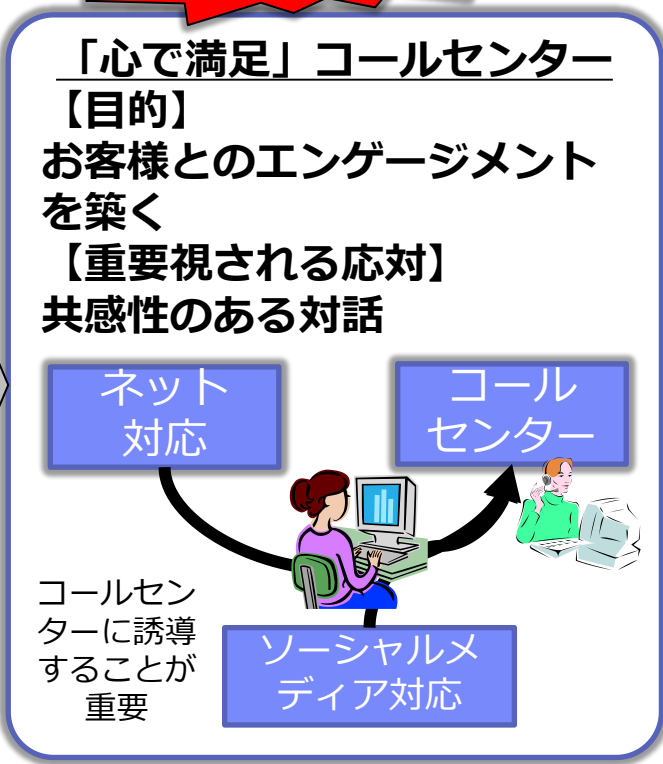 「心で満足」コールセンター
【目的】
お客様とのエンゲージメント
を築く
【重要視される応対】
共感性のある対話
ネット
対応
コール
センター
コールセン
ターに誘導
することが
重要
ソーシャルメ
ディア対応